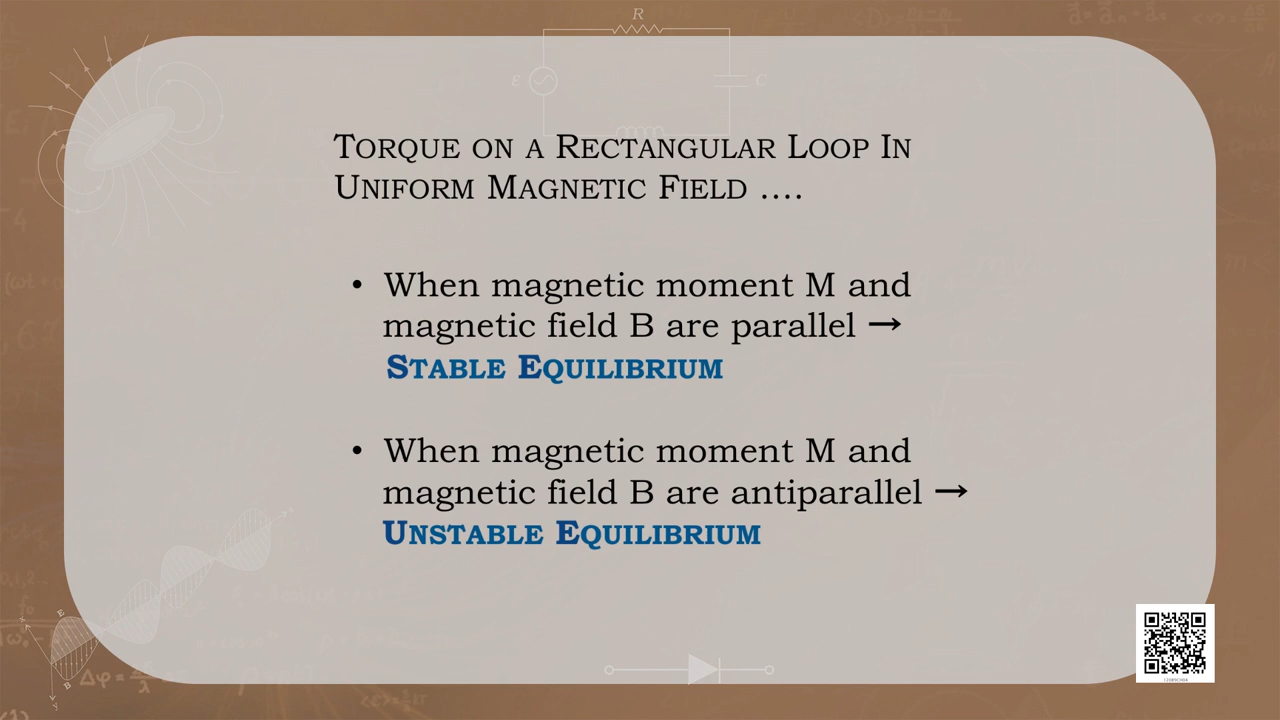 R
ε
C
TORQUE ON A RECTANGULAR LOOP IN
UNIFORM MAGNETIC FIELD ....
• When magnetic moment M and
magnetic field B are parallel →
STABLE EQUILIBRIUM
• When magnetic moment M and
magnetic field B are antiparallel →
UNSTABLE EQUILIBRIUM
E
B